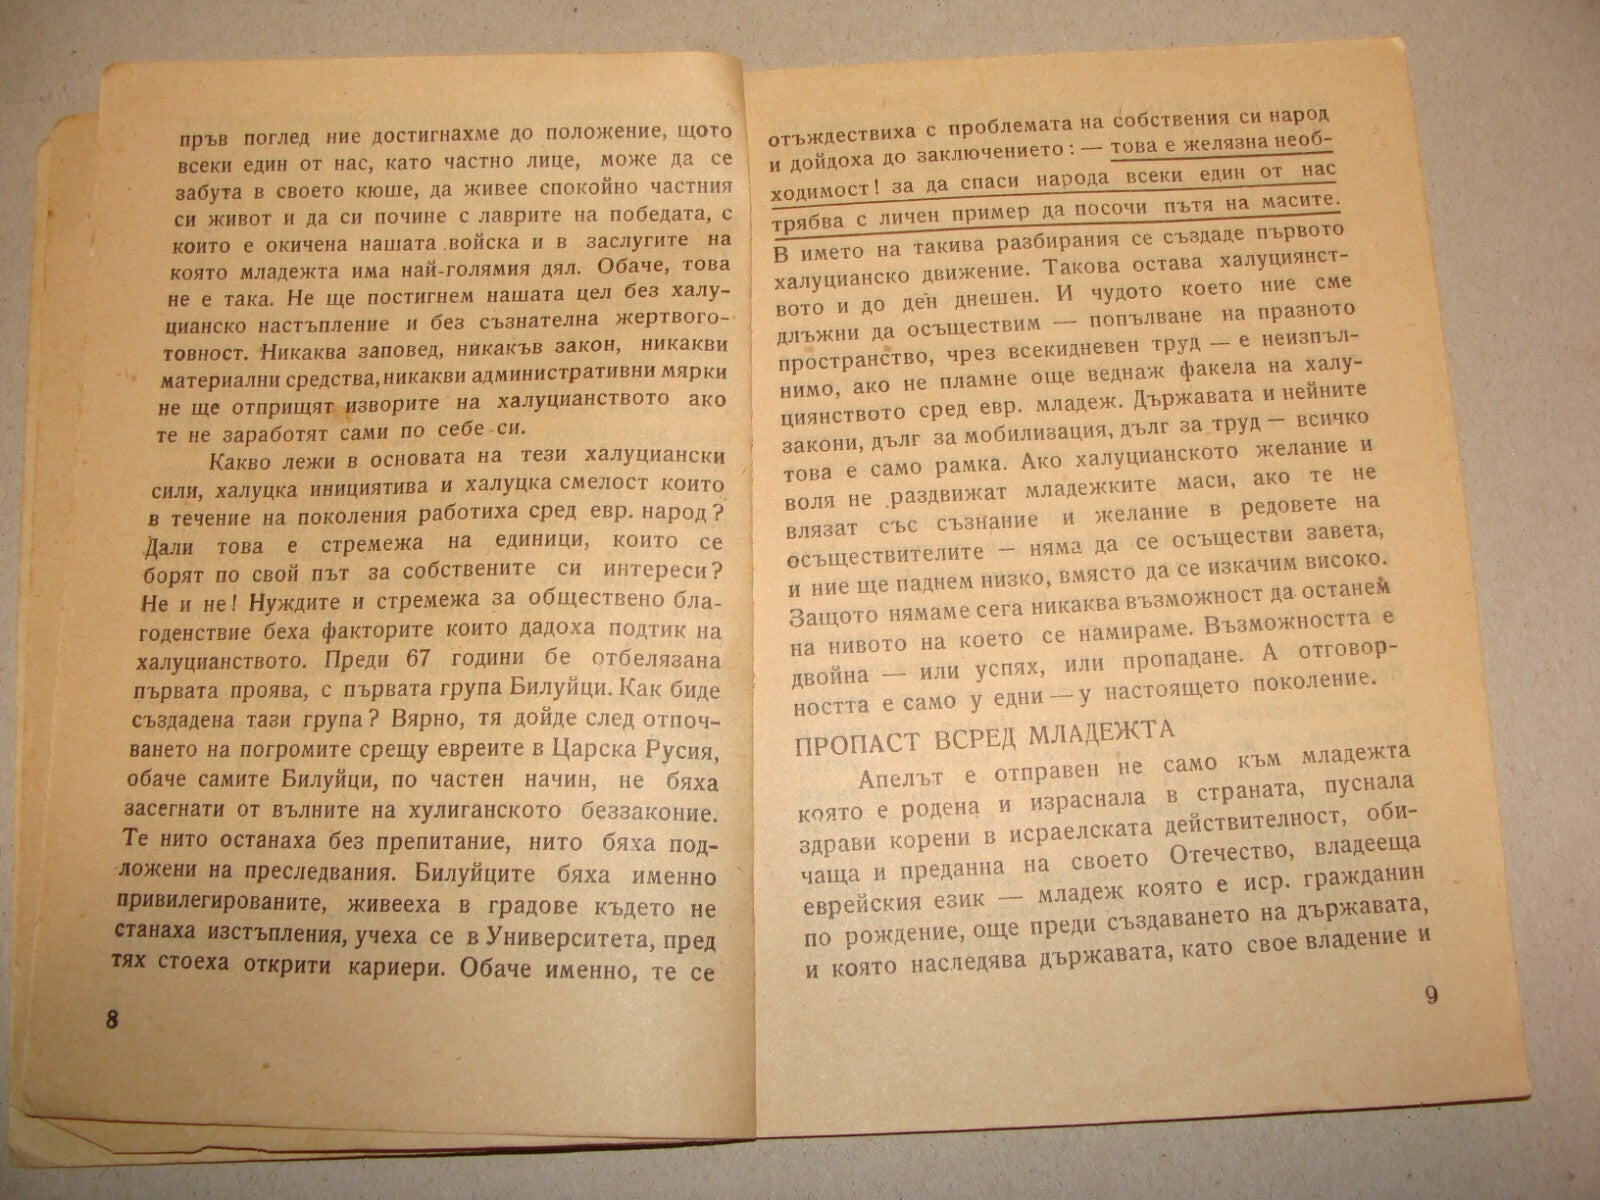 пръв поглед ние достигнахме до положение, щото
всеки един от нас, като частно лице, може да се
забута в своето кюше, да живее спокойно частния
си живот и да си почине с лаврите на победата, с
които е окичена нашата войска и в заслугите на
която младежта има най-голямия дял. Обаче, това
не е така. Не ще постигнем нашата цел без халу-
цианско настъпление и без съзнателна жертвого-
товност. Никаква заповед, никакъв закон, никакви
материални средства, никакви административни мярки
не ще отприщят изворите на халуцианството ако
те не заработят сами по себе си.
Какво лежи в основата на тези халуциански
сили, халуцка инициятива и халуцка смелост които
в течение на поколения работиха сред евр. народ?
Дали това е стремежа на единици, които се
борят по свой път за собствените си интереси?
Не и не! Нуждите и стремежа за обществено бла-
годенствие беха факторите които дадоха подтик на
халуцианството. Преди 67 години бе отбелязана
първата проява, с първата група Билуйци. Как биде
създадена тази група? Вярно, тя дойде след отпоч-
ването на погромите срещу евреите в Царска Русия,
обаче самите Билуйци, по частен начин, не бяха
засегнати от вълните на хулиганското беззаконие.
Те нито останаха без препитание, нито бяха под-
ложени на преследвания. Билуйците бяха именно
привилегированите, живееха в градове където не
станаха изстъпления, учеха се в Университета, пред
тях стоеха открити кариери. Обаче именно, те се
8
отъждествиха с проблемата на собствения си народ
и дойдоха до заключението: — това е желязна необ-
ходимост! за да спаси народа всеки един от нас
трябва с личен пример да посочи пътя на масите.
В името на такива разбирания се създаде първото
халуцианско движение. Такова остава халуциянст-
вото и до ден днешен. И чудото което ние сме
длъжни да осъществим — попълване на празното
пространство, чрез всекидневен труд — е неизпъл-
нимо, ако не пламне още веднаж факела на халу-
циянството сред евр. младеж. Държавата и нейните
закони, дълг за мобилизация, дълг за труд — всичко
това е само рамка. Ако халуцианското желание и
воля не раздвижат младежките маси, ако те не
влязат със съзнание и желание в редовете на
осъществителите — няма да се осъществи завета,
и ние ще паднем низко, вмясто да се изкачим високо.
Защото нямаме сега никаква възможност да останем
на нивото на което се намираме. Възможността е
двойна — или успях, или пропадане. А отговор-
ността е само у едни — у настоящето поколение.
ПРОПАСТ ВСРЕД МЛАДЕЖТА
Апелът е отправен не само към младежта
която е родена и израснала в страната, пуснала
здрави корени в исраелската действителност, оби-
чаща и преданна на своето Отечество, владееща
еврейския език — младеж която е иср. гражданин
по рождение, още преди създаването на държавата,
и която наследява държавата, като свое владение и
9